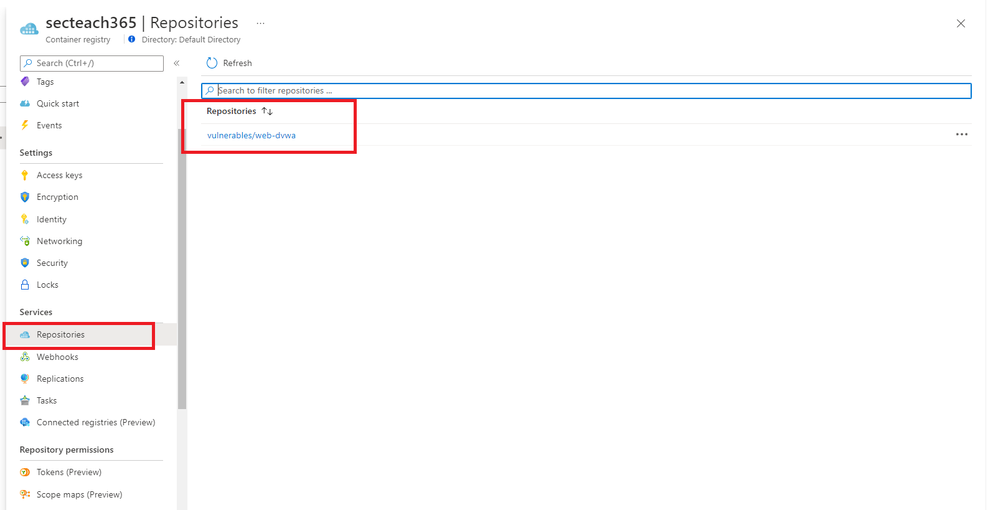 secteach365 | Repositories ...
Container registry Directory: Default Directory
Search (Ctrl+/) «
Tags
Quick start
Events
Settings
Access keys
Encryption
Identity
Networking
Security
Locks
Services
Repositories
Webhooks
Replications
Tasks
Connected registries (Preview)
Repository permissions
Tokens (Preview)
Scope maps (Preview)
Refresh
Search to filter repositories ...
Repositories ↑↓
vulnerables/web-dvwa